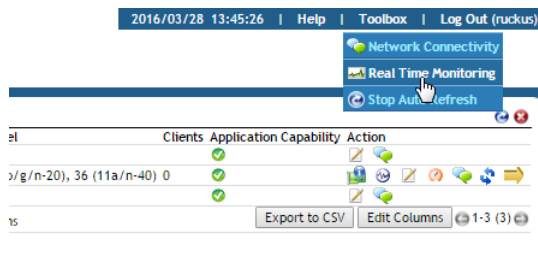 2016/03/28 13:45:26 | Help | Toolbox | Log Out (ruckus)
Network Connectivity
Real Time Monitoring
Stop Auto Refresh
el Clients Application Capability Action
o/g/n-20), 36 (11a/n-40) 0
ns Export to CSV Edit Columns 1-3 (3)